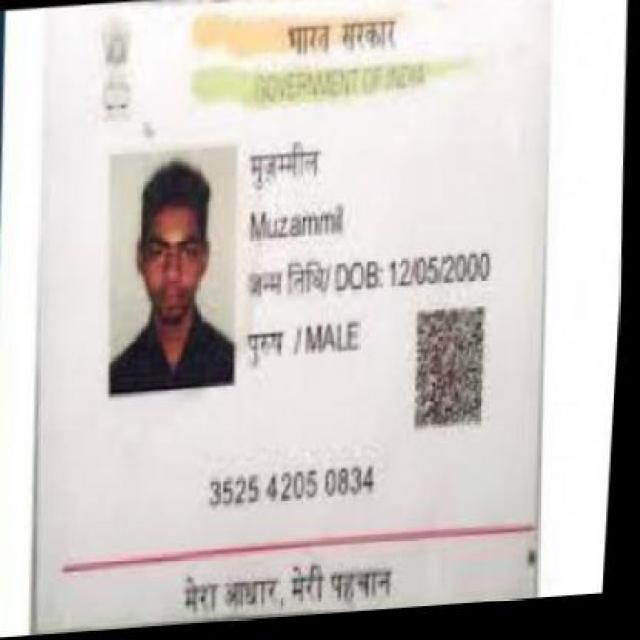 भारत सरकार
GOVERNMENT OF INDIA
मुज़म्मील
Muzammil
जन्म तिथि/ DOB: 12/05/2000
पुरुष / MALE
3525 4205 0834
मेरा आधार, मेरी पहचान